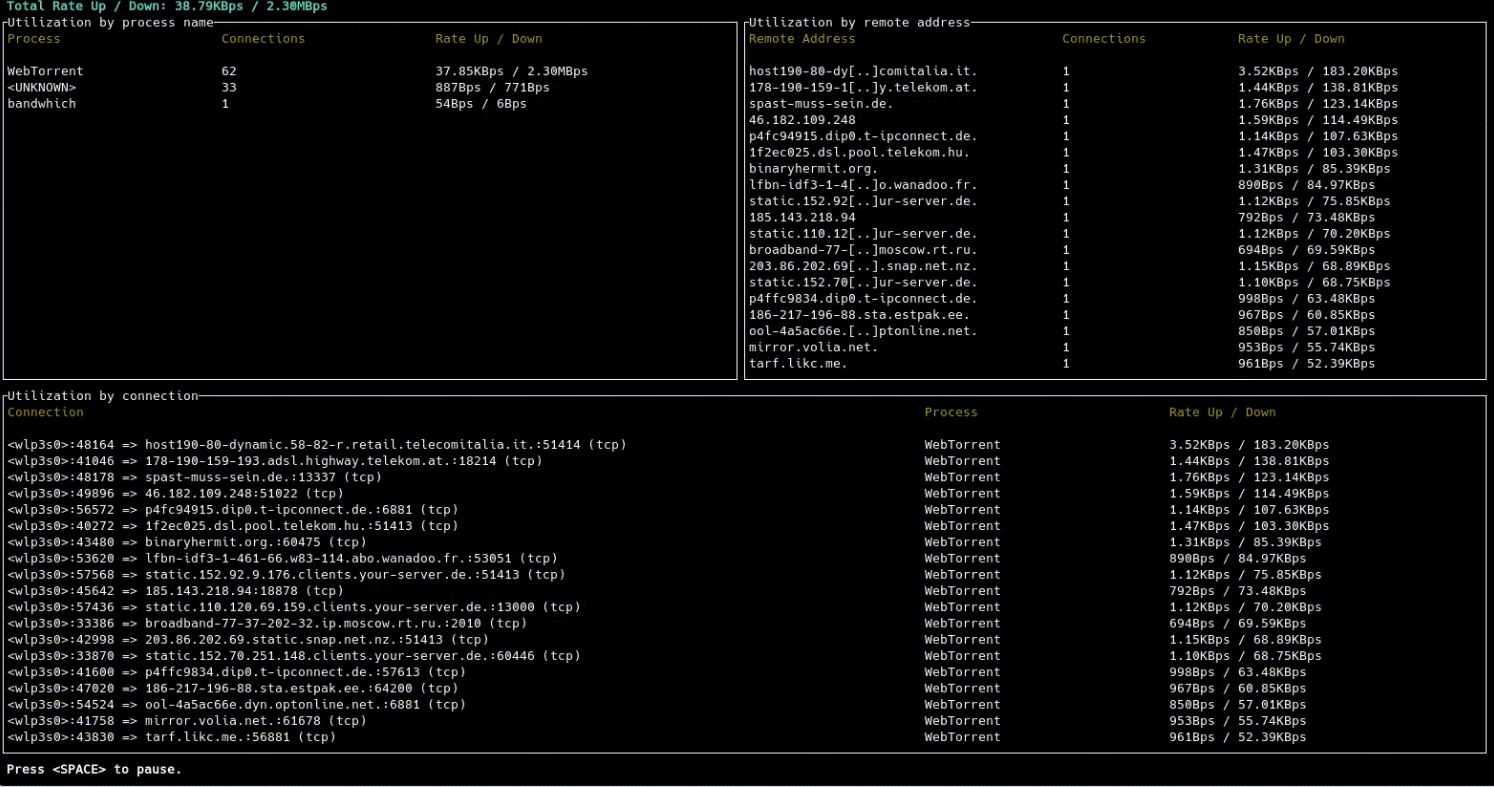 Total Rate Up / Down: 38.79KBps / 2.30MBps
Utilization by process name
Process Connections Rate Up / Down
WebTorrent 62 37.85KBps / 2.30MBps
<UNKNOWN> 33 887Bps / 771Bps
bandwhich 1 54Bps / 6Bps
Utilization by remote address
Remote Address Connections Rate Up / Down
host190-80-dy[..]comitalia.it. 1 3.52KBps / 183.20KBps
178-190-159-1[..]y.telekom.at. 1 1.44KBps / 138.81KBps
spast-muss-sein.de. 1 1.76KBps / 123.14KBps
46.182.109.248 1 1.59KBps / 114.49KBps
p4fc94915.dip0.t-ipconnect.de. 1 1.14KBps / 107.63KBps
1f2ec025.dsl.pool.telekom.hu. 1 1.47KBps / 103.30KBps
binaryhermit.org. 1 1.31KBps / 85.39KBps
lfbn-idf3-1-4[..]o.wanadoo.fr. 1 890Bps / 84.97KBps
static.152.92[..]ur-server.de. 1 1.12KBps / 75.85KBps
185.143.218.94 1 792Bps / 73.48KBps
static.110.12[..]ur-server.de. 1 1.12KBps / 70.20KBps
broadband-77-[..]moscow.rt.ru. 1 694Bps / 69.59KBps
203.86.202.69[..].snap.net.nz. 1 1.15KBps / 68.89KBps
static.152.70[..]ur-server.de. 1 1.10KBps / 68.75KBps
p4ffc9834.dip0.t-ipconnect.de. 1 998Bps / 63.48KBps
186-217-196-88.sta.estpak.ee. 1 967Bps / 60.85KBps
ool-4a5ac66e.[..]ptonline.net. 1 850Bps / 57.01KBps
mirror.volia.net. 1 953Bps / 55.74KBps
tarf.likc.me. 1 961Bps / 52.39KBps
Utilization by connection
Connection Process Rate Up / Down
<wlp3s0>:48164 => host190-80-dynamic.58-82-r.retail.telecomitalia.it.:51414 (tcp) WebTorrent 3.52KBps / 183.20KBps
<wlp3s0>:41046 => 178-190-159-193.adsl.highway.telekom.at.:18214 (tcp) WebTorrent 1.44KBps / 138.81KBps
<wlp3s0>:48178 => spast-muss-sein.de.:13337 (tcp) WebTorrent 1.76KBps / 123.14KBps
<wlp3s0>:49896 => 46.182.109.248:51022 (tcp) WebTorrent 1.59KBps / 114.49KBps
<wlp3s0>:56572 => p4fc94915.dip0.t-ipconnect.de.:6881 (tcp) WebTorrent 1.14KBps / 107.63KBps
<wlp3s0>:40272 => 1f2ec025.dsl.pool.telekom.hu.:51413 (tcp) WebTorrent 1.47KBps / 103.30KBps
<wlp3s0>:43480 => binaryhermit.org.:60475 (tcp) WebTorrent 1.31KBps / 85.39KBps
<wlp3s0>:53620 => lfbn-idf3-1-461-66.w83-114.abo.wanadoo.fr.:53051 (tcp) WebTorrent 890Bps / 84.97KBps
<wlp3s0>:57568 => static.152.92.9.176.clients.your-server.de.:51413 (tcp) WebTorrent 1.12KBps / 75.85KBps
<wlp3s0>:45642 => 185.143.218.94:18878 (tcp) WebTorrent 792Bps / 73.48KBps
<wlp3s0>:57436 => static.110.120.69.159.clients.your-server.de.:13000 (tcp) WebTorrent 1.12KBps / 70.20KBps
<wlp3s0>:33386 => broadband-77-37-202-32.ip.moscow.rt.ru.:2010 (tcp) WebTorrent 694Bps / 69.59KBps
<wlp3s0>:42998 => 203.86.202.69.static.snap.net.nz.:51413 (tcp) WebTorrent 1.15KBps / 68.89KBps
<wlp3s0>:33870 => static.152.70.251.148.clients.your-server.de.:60446 (tcp) WebTorrent 1.10KBps / 68.75KBps
<wlp3s0>:41600 => p4ffc9834.dip0.t-ipconnect.de.:57613 (tcp) WebTorrent 998Bps / 63.48KBps
<wlp3s0>:47020 => 186-217-196-88.sta.estpak.ee.:64200 (tcp) WebTorrent 967Bps / 60.85KBps
<wlp3s0>:54524 => ool-4a5ac66e.dyn.optonline.net.:6881 (tcp) WebTorrent 850Bps / 57.01KBps
<wlp3s0>:41758 => mirror.volia.net.:61678 (tcp) WebTorrent 953Bps / 55.74KBps
<wlp3s0>:43830 => tarf.likc.me.:56881 (tcp) WebTorrent 961Bps / 52.39KBps
Press <SPACE> to pause.